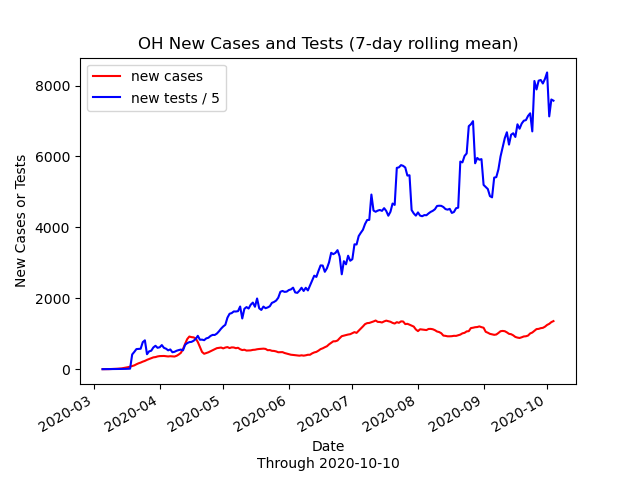 OH New Cases and Tests (7-day rolling mean)
new cases
new tests / 5
New Cases or Tests
8000
6000
4000
2000
0
2020-03
2020-04
2020-05
2020-06
2020-07
2020-08
2020-09
2020-10
Date
Through 2020-10-10